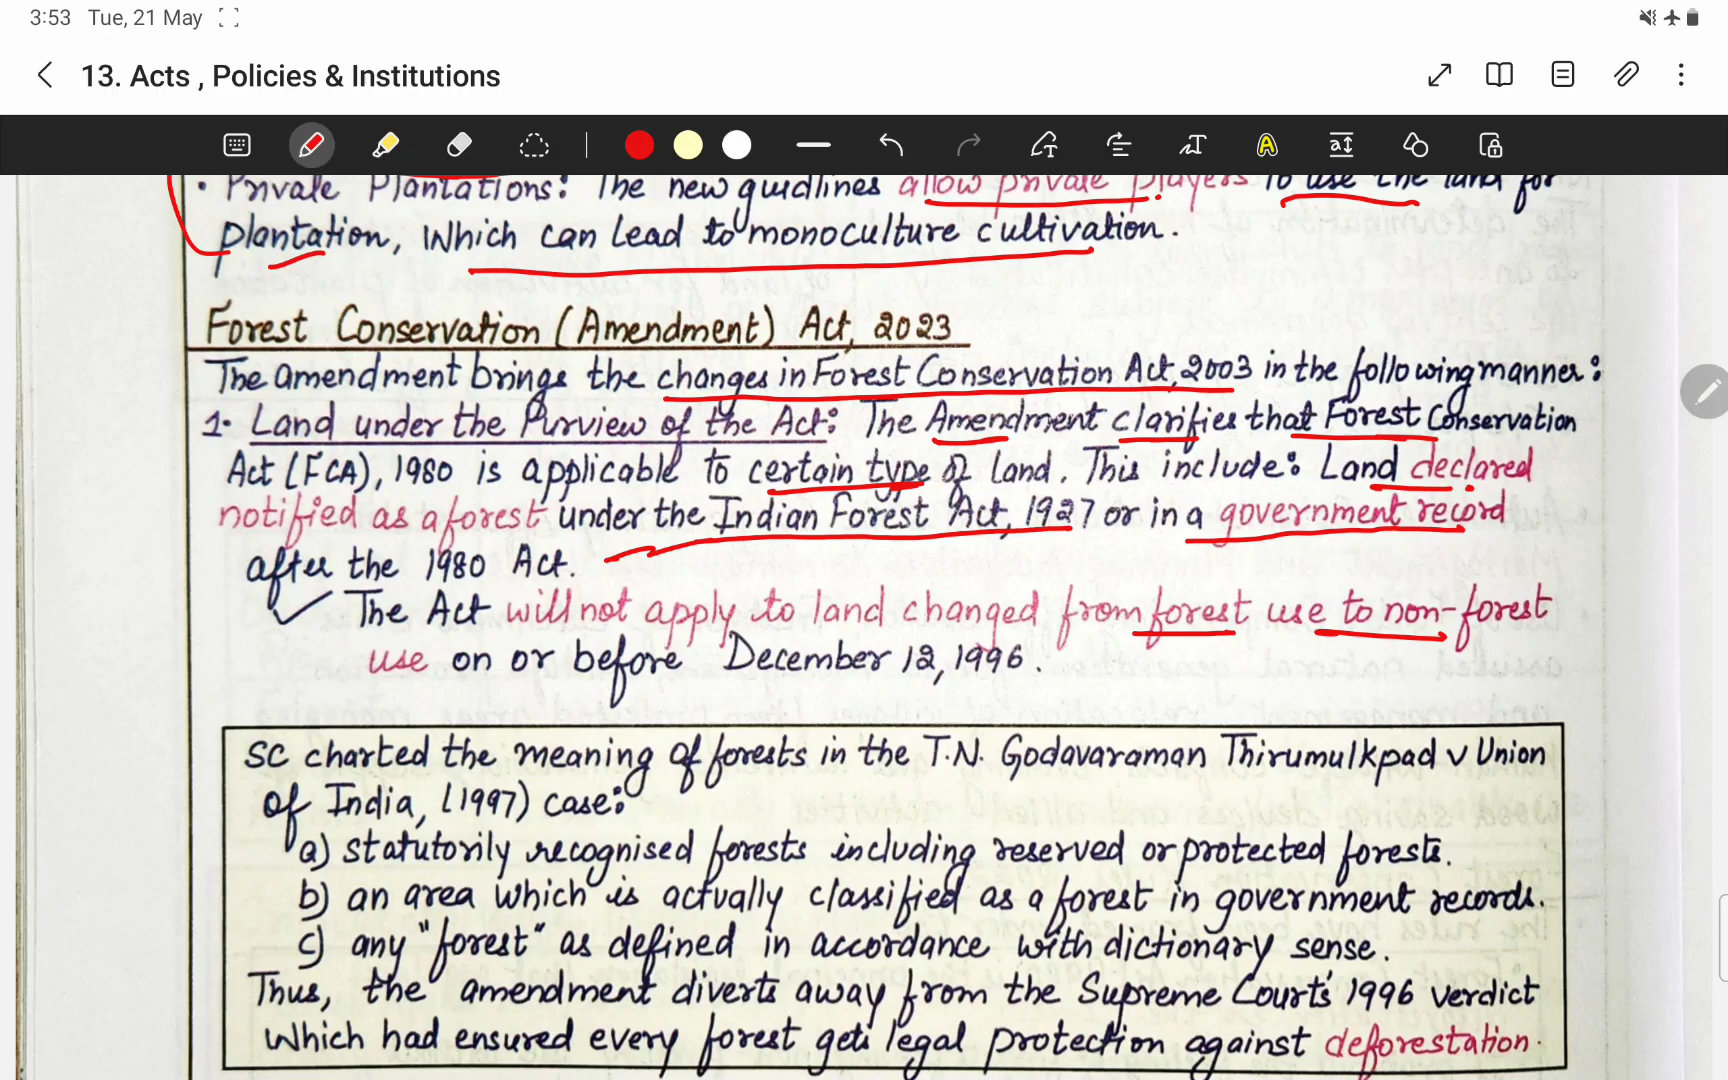 3:53 Tue, 21 May
13. Acts , Policies & Institutions
• Private Plantations: The new guidlines allow private players to use the land for
plantation, Which can lead to monoculture cultivation.
Forest Conservation (Amendment) Act, 2023
The amendment brings the changes in Forest Conservation Act, 2003 in the following manner:
1. Land under the Purview of the Act: The Amendment clarifies that Forest Conservation
Act (FCA), 1980 is applicable to certain type of land. This include: Land declared
notified as a forest under the Indian Forest Act, 1927 or in a government record
after the 1980 Act.
✓ The Act will not apply to land changed from forest use to non-forest
use on or before December 12, 1996.
SC charted the meaning of forests in the T.N. Godavaraman Thirumulkpad v Union
of India, (1997) case:
a) statutorily recognised forests including reserved or protected forests.
b) an area which is actually classified as a forest in government records.
c) any "forest" as defined in accordance with dictionary sense.
Thus, the amendment diverts away from the Supreme Court's 1996 verdict
which had ensured every forest gets legal protection against deforestation.